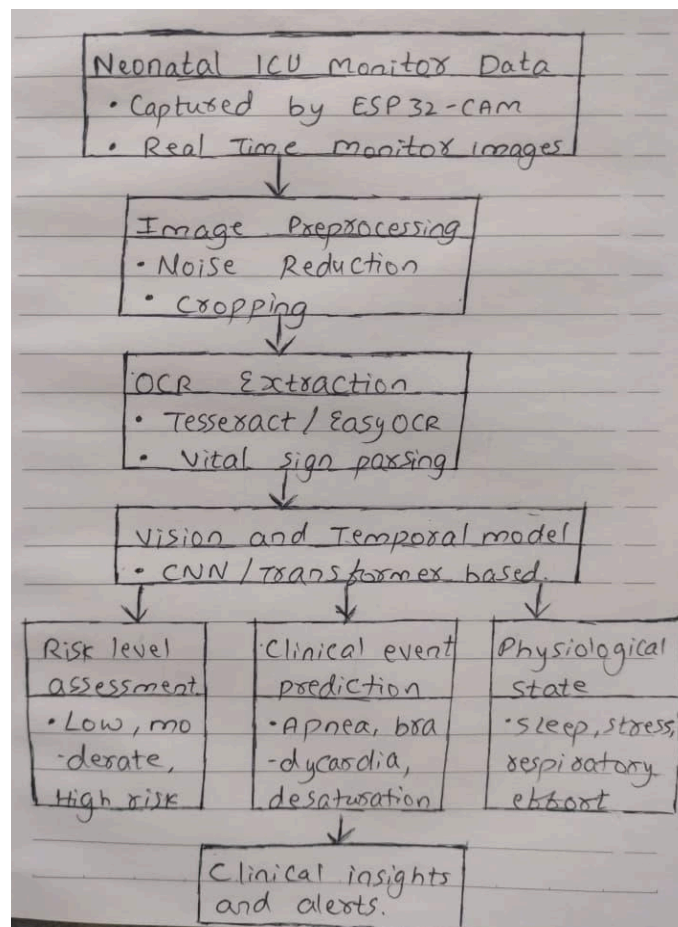 Neonatal ICU monitor Data
• Captured by ESP32-CAM
• Real Time monitor images
Image Preprocessing
• Noise Reduction
• Cropping
OCR Extraction
• Tesseract / EasyOCR
• Vital sign parsing
Vision and Temporal model
• CNN / Transformer based.
Risk level
assessment
• Low, mo
-derate,
High risk
Clinical event
prediction
• Apnea, bra
-dycardia,
desaturation
Physiological
state
• sleep, stress,
respiratory
effort
Clinical insights
and alerts.